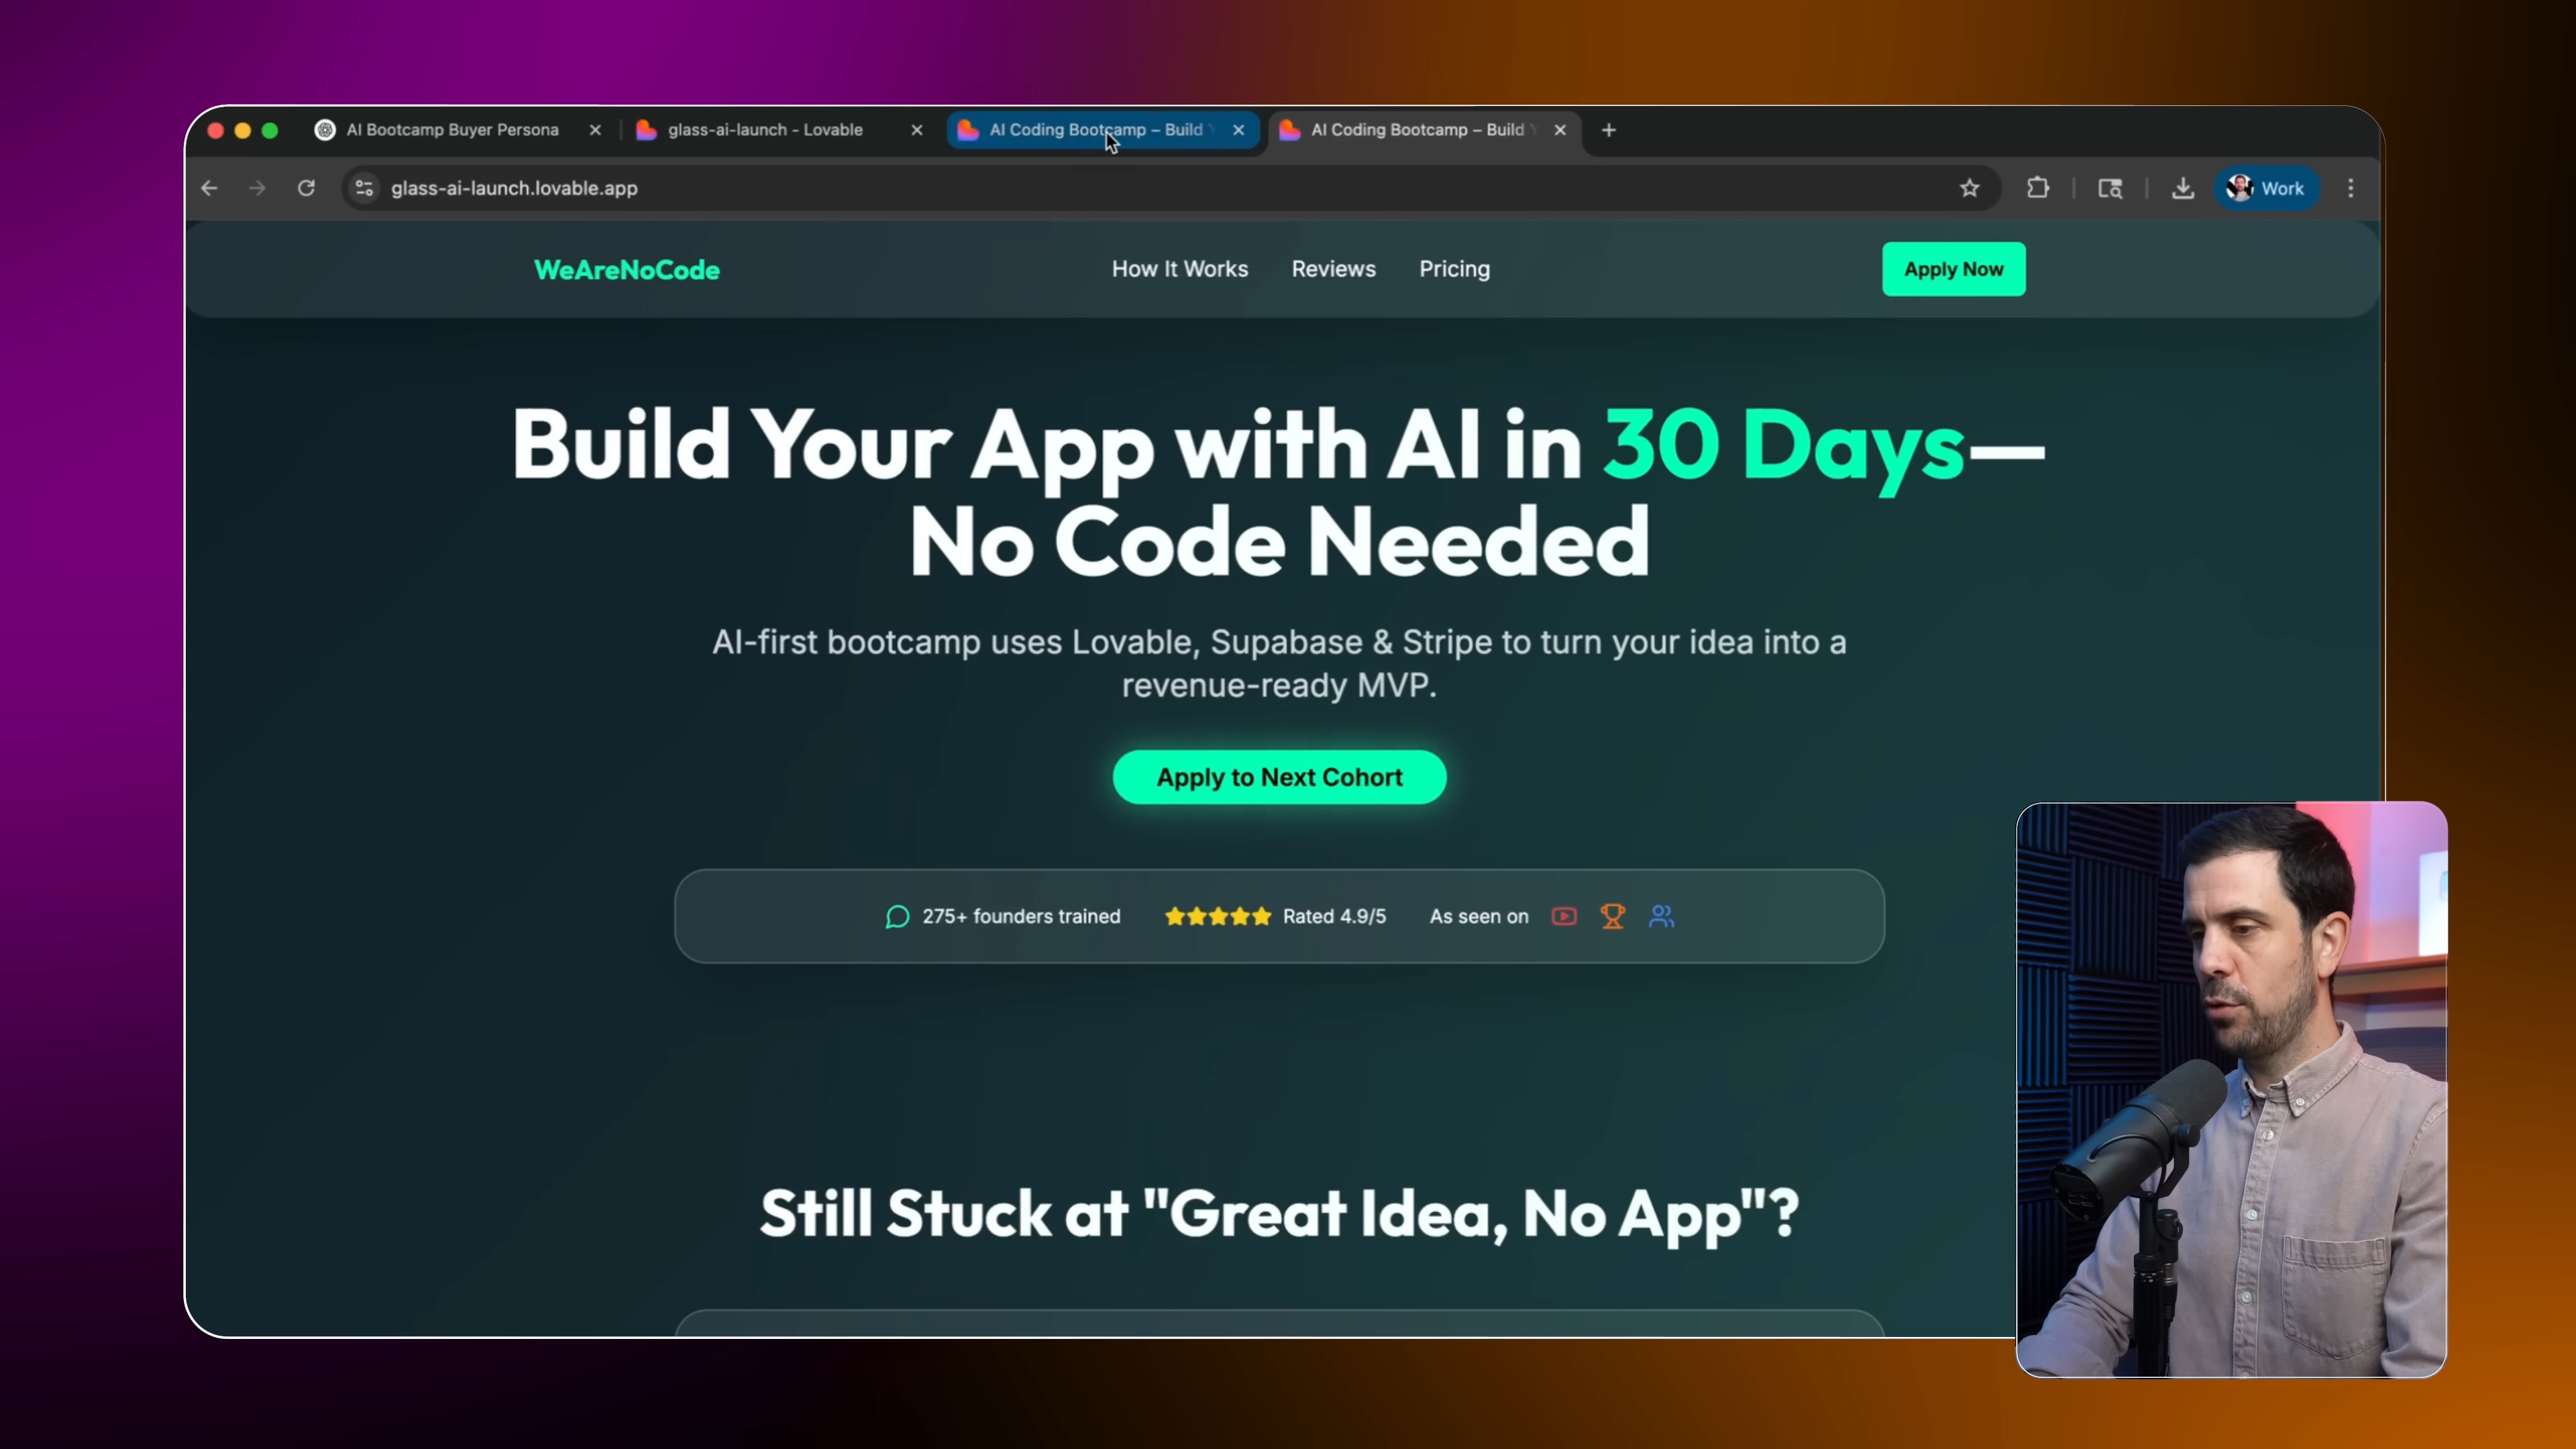 AI Bootcamp Buyer Persona
glass-ai-launch - Lovable
AI Coding Bootcamp – Build
AI Coding Bootcamp – Build
glass-ai-launch.lovable.app
Work
WeAreNoCode
How It Works
Reviews
Pricing
Apply Now
Build Your App with AI in 30 Days—
No Code Needed
AI-first bootcamp uses Lovable, Supabase & Stripe to turn your idea into a
revenue-ready MVP.
Apply to Next Cohort
275+ founders trained
Rated 4.9/5
As seen on
Still Stuck at "Great Idea, No App"?